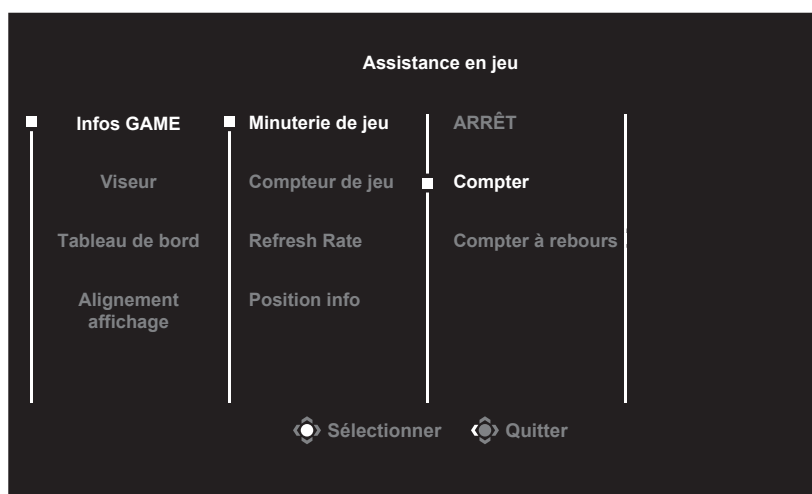 Assistance en jeu
Infos GAME
Minuterie de jeu
ARRÊT
Viseur
Compteur de jeu
Compter
Tableau de bord
Refresh Rate
Compter à rebours
Alignement
affichage
Position info
Sélectionner
Quitter